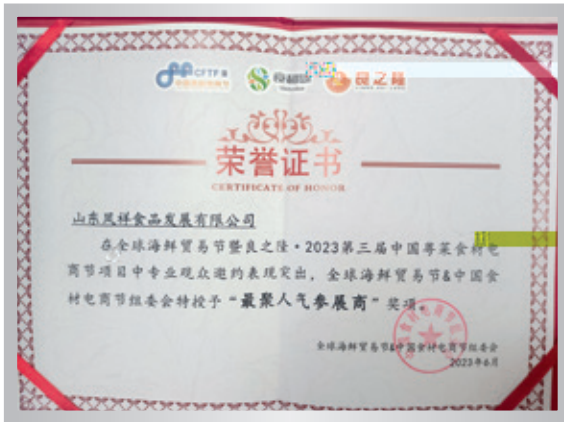 CFTF
良之隆
荣誉证书
CERTIFICATE OF HONOR
山东凤祥食品发展有限公司
在全球海鲜贸易节暨良之隆·2023第三届中国粤菜食材电
商节项目中专业观众邀约表现突出，全球海鲜贸易节&中国食
材电商节组委会特授予“最聚人气参展商”奖项。
全球海鲜贸易节&中国食材电商节组委会
2023年6月